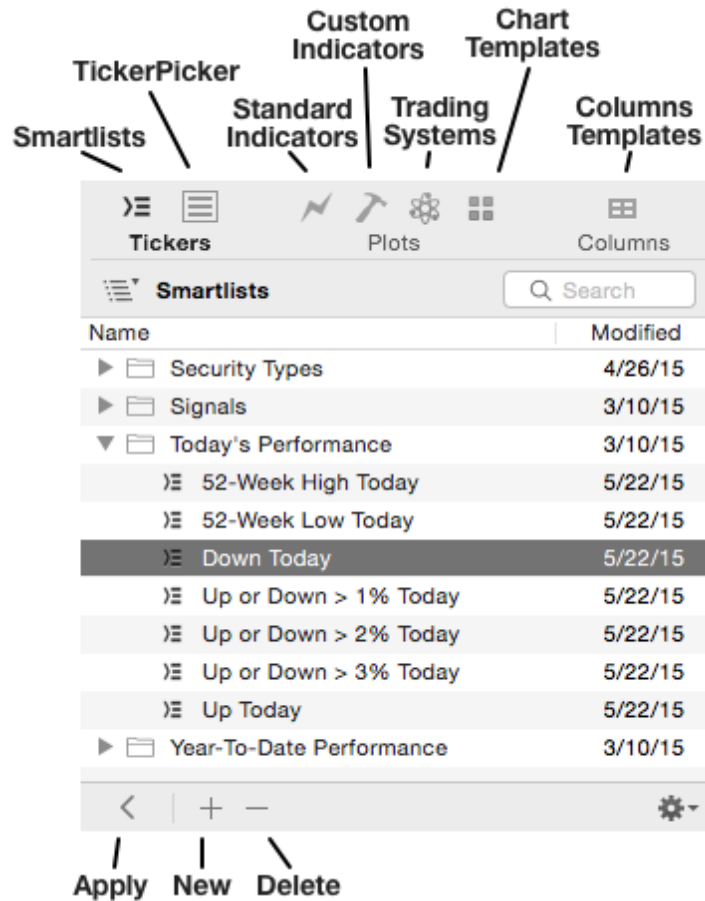 Custom
Indicators
Chart
Templates
TickerPicker
Standard
Indicators
Trading
Systems
Columns
Templates
Smartlists
Tickers
Plots
Columns
Smartlists
Search
Name
Modified
Security Types 4/26/15
Signals 3/10/15
Today's Performance 3/10/15
52-Week High Today 5/22/15
52-Week Low Today 5/22/15
Down Today 5/22/15
Up or Down > 1% Today 5/22/15
Up or Down > 2% Today 5/22/15
Up or Down > 3% Today 5/22/15
Up Today 5/22/15
Year-To-Date Performance 3/10/15
Apply
New
Delete